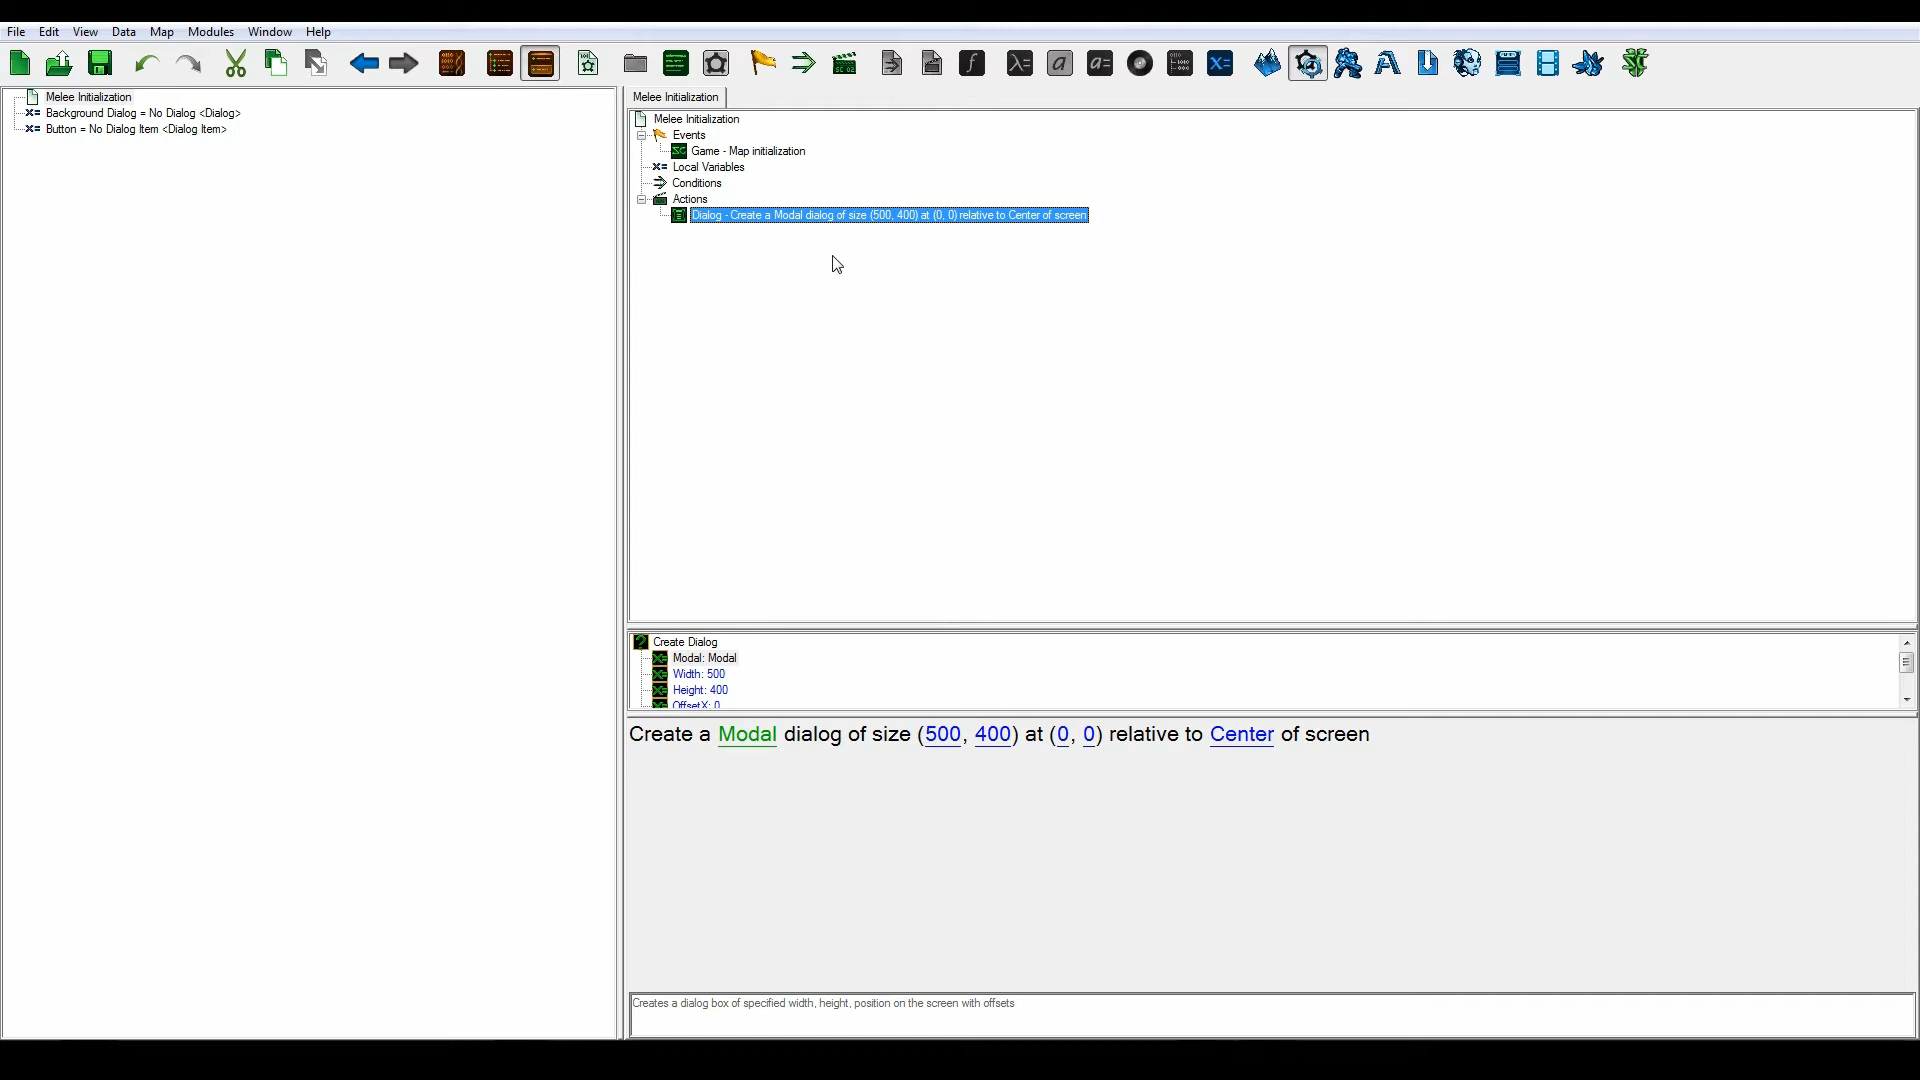 File Edit View Data Map Modules Window Help
Melee Initialization
Background Dialog = No Dialog <Dialog>
Button = No Dialog Item <Dialog Item>
Melee Initialization
Melee Initialization
Events
Game - Map initialization
Local Variables
Conditions
Actions
Dialog - Create a Modal dialog of size (500, 400) at (0, 0) relative to Center of screen
Create Dialog
Modal: Modal
Width: 500
Height: 400
OffsetX: 0
Create a Modal dialog of size (500, 400) at (0, 0) relative to Center of screen
Creates a dialog box of specified width, height, position on the screen with offsets